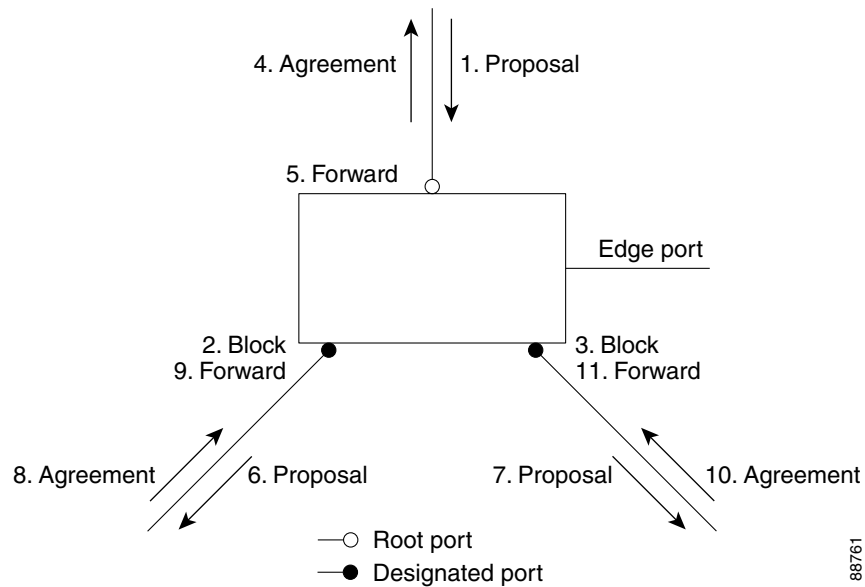 4. Agreement
1. Proposal
5. Forward
Edge port
2. Block
9. Forward
3. Block
11. Forward
8. Agreement
6. Proposal
7. Proposal
10. Agreement
Root port
Designated port
88761